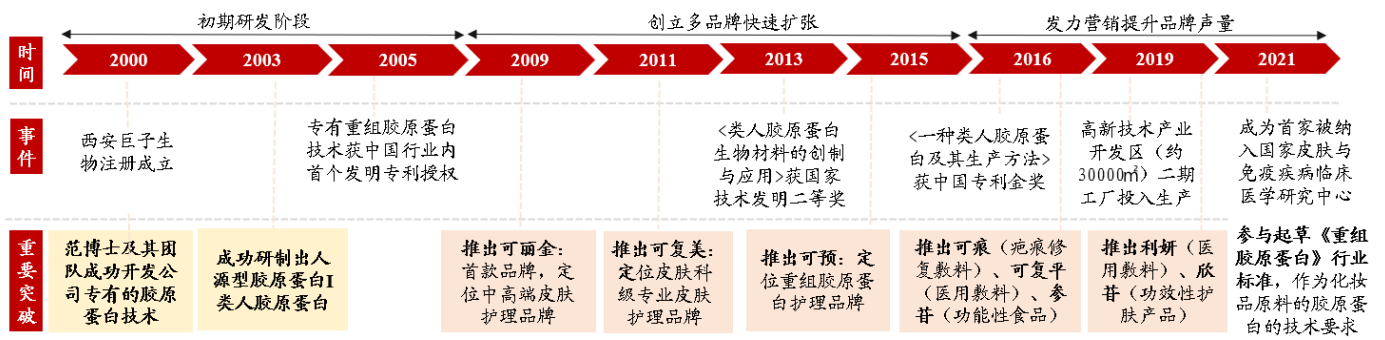 初期研发阶段
创立多品牌快速扩张
发力营销提升品牌声量
时
间
2000
2003
2005
2009
2011
2013
2015
2016
2019
2021
事
件
西安巨子生
物注册成立
专有重组胶原蛋白
技术获中国行业内
首个发明专利授权
<类人胶原蛋白
生物材料的创制
与应用>获国家
技术发明二等奖
<一种类人胶原蛋
白及其生产方法>
获中国专利金奖
高新技术产业
开发区（约
30000㎡）二期
工厂投入生产
成为首家被纳
入国家皮肤与
免疫疾病临床
医学研究中心
重
要
突
破
范博士及其团
队成功开发公
司专有的胶原
蛋白技术
成功研制出人
源型胶原蛋白I
类人胶原蛋白
推出可丽金：
首款品牌，定
位中高端皮肤
护理品牌
推出可复美：
定位皮肤科
级专业皮肤
护理品牌
推出可预：定
位重组胶原蛋
白护理品牌
推出可痕（疤痕修
复敷料）、可复平
（医用敷料）、参
苷（功能性食品）
推出利妍（医
用敷料）、欣
苷（功效性护
肤产品）
参与起草《重组
胶原蛋白》行业
标准，作为化妆
品原料的胶原蛋
白的技术要求